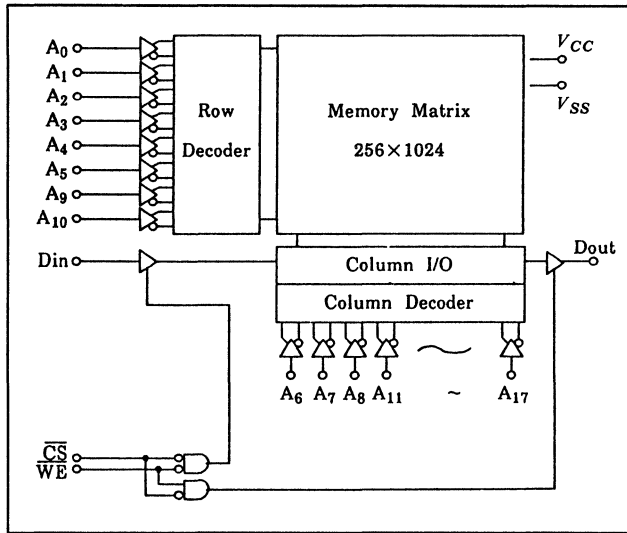 A0
A1
A2
A3
A4
A5
A9
A10
Row
Decoder
Memory Matrix
256×1024
VCC
VSS
Din
Column I/O
Dout
Column Decoder
A6 A7 A8 A11 ~ A17
CS
WE